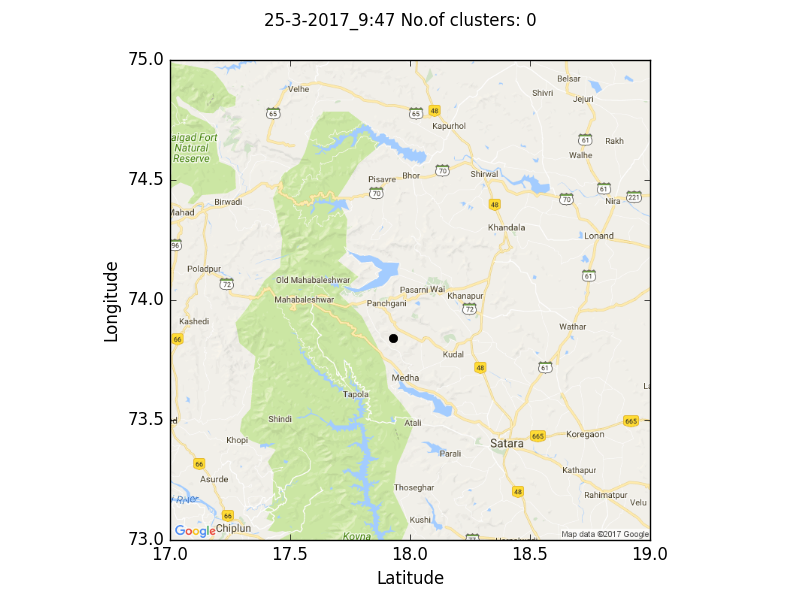 25-3-2017_9:47 No.of clusters: 0
75.0
74.5
74.0
73.5
73.0
17.0
17.5
18.0
18.5
19.0
Longitude
Latitude
Velhe
65
65
48
Kapurhol
Belsar
Shivri
Jejuri
61
Rakh
Walhe
aigad Fort
Natural
Reserve
Birwadi
Mahad
Pisavre
Bhor
70
70
Shirwal
48
70
61
Nira
221
Khandala
Lonand
96
Poladpur
72
Old Mahabaleshwar
Mahabaleshwar
Panchgani
Pasarni
Wai
Khanapur
72
61
Kashedi
66
Wathar
Kudal
48
61
Medha
Tapola
Shindi
Khopi
Atali
Satara
665
Koregaon
665
Parali
Kathapur
66
Asurde
River
66
Chiplun
Thoseghar
48
Rahimatpur
Velu
Kushi
Koyna
Google
Map data ©2017 Google